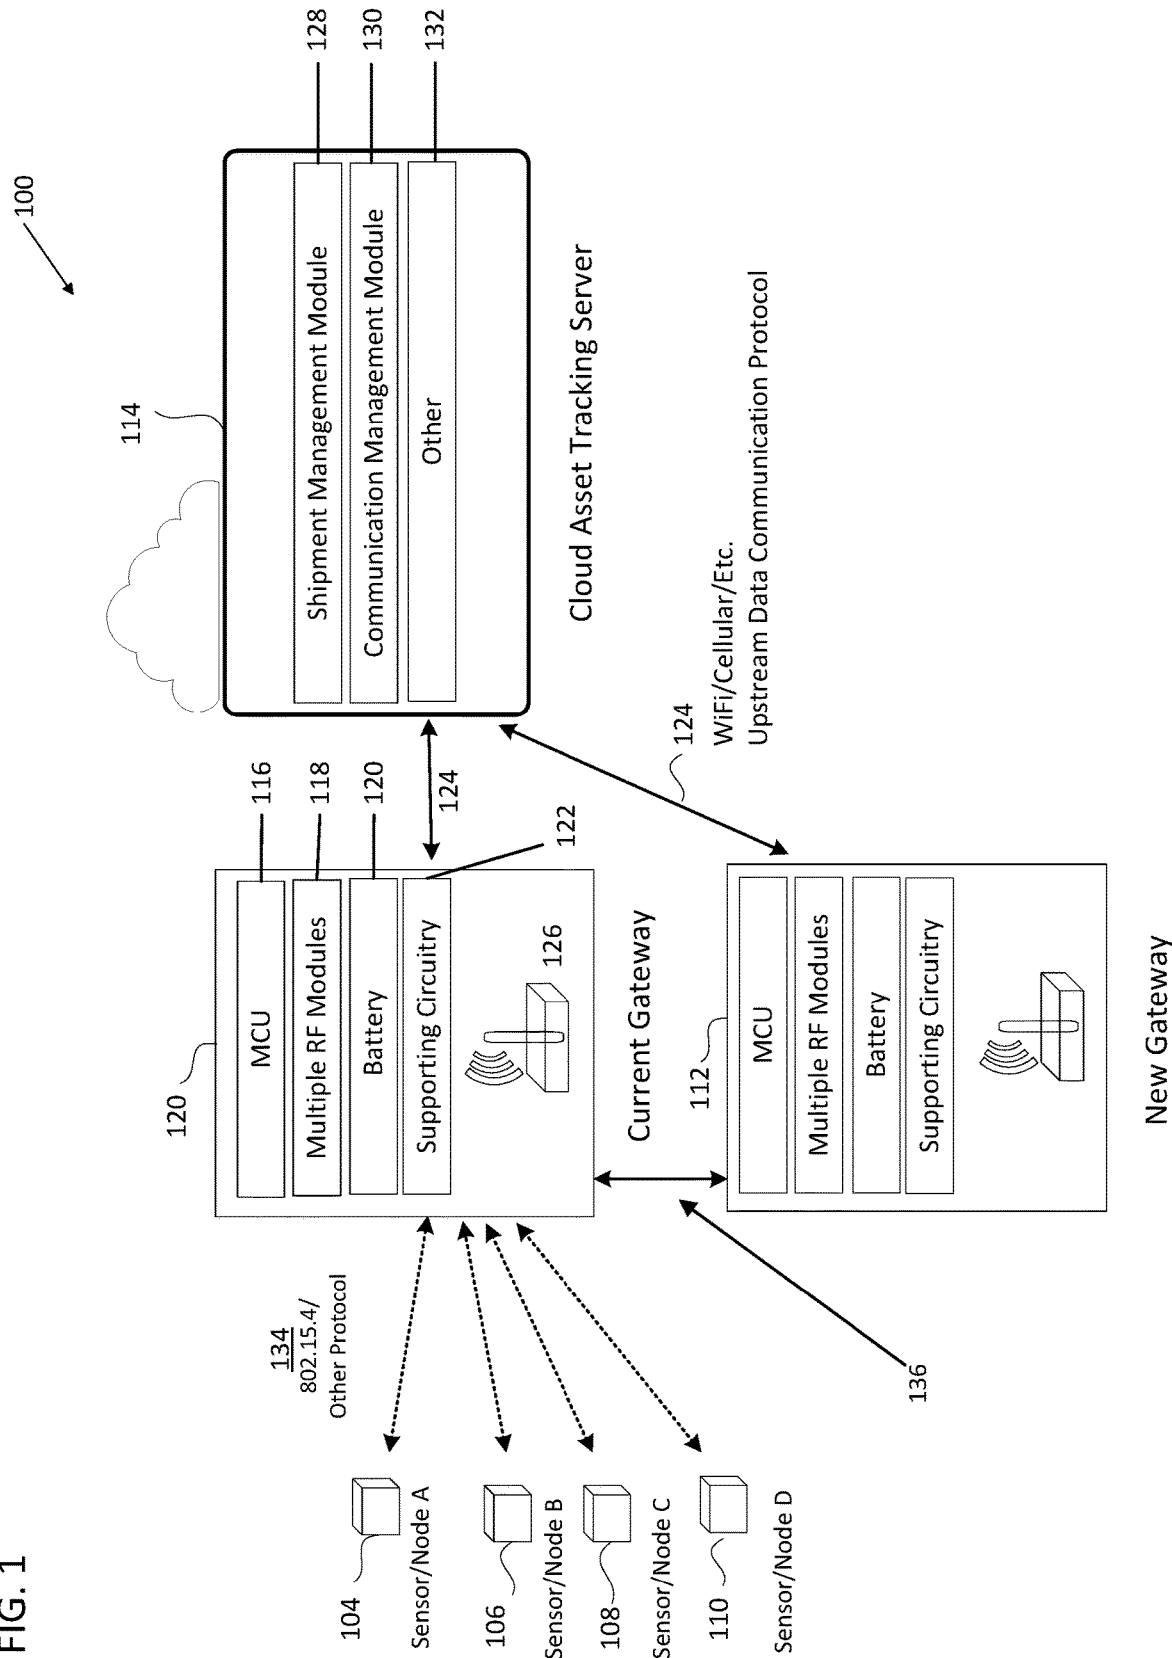 FIG. 1
100
114
128
130
132
Shipment Management Module
Communication Management Module
Other
Cloud Asset Tracking Server
120
116
118
120
122
MCU
Multiple RF Modules
Battery
Supporting Circuitry
126
Current Gateway
124
124
WiFi/Cellular/Etc.
Upstream Data Communication Protocol
134
802.15.4/
Other Protocol
104
Sensor/Node A
106
Sensor/Node B
108
Sensor/Node C
110
Sensor/Node D
136
112
MCU
Multiple RF Modules
Battery
Supporting Circuitry
New Gateway